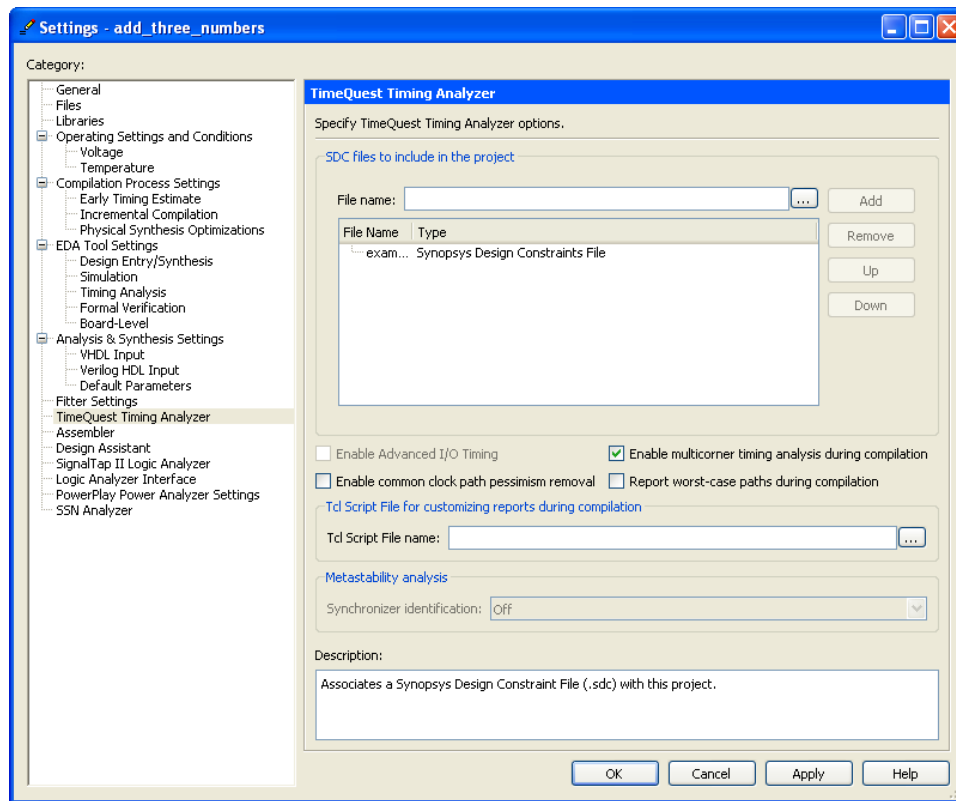 Settings - add_three_numbers
Category:
General
Files
Libraries
Operating Settings and Conditions
Voltage
Temperature
Compilation Process Settings
Early Timing Estimate
Incremental Compilation
Physical Synthesis Optimizations
EDA Tool Settings
Design Entry/Synthesis
Simulation
Timing Analysis
Formal Verification
Board-Level
Analysis & Synthesis Settings
VHDL Input
Verilog HDL Input
Default Parameters
Fitter Settings
TimeQuest Timing Analyzer
Assembler
Design Assistant
SignalTap II Logic Analyzer
Logic Analyzer Interface
PowerPlay Power Analyzer Settings
SSN Analyzer
TimeQuest Timing Analyzer
Specify TimeQuest Timing Analyzer options.
SDC files to include in the project
File name: ... Add
File Name Type Remove
exam... Synopsys Design Constraints File
Up
Down
Enable Advanced I/O Timing Enable multicorner timing analysis during compilation
Enable common clock path pessimism removal Report worst-case paths during compilation
Tcl Script File for customizing reports during compilation
Tcl Script File name: ...
Metastability analysis
Synchronizer identification: Off
Description:
Associates a Synopsys Design Constraint File (.sdc) with this project.
OK Cancel Apply Help